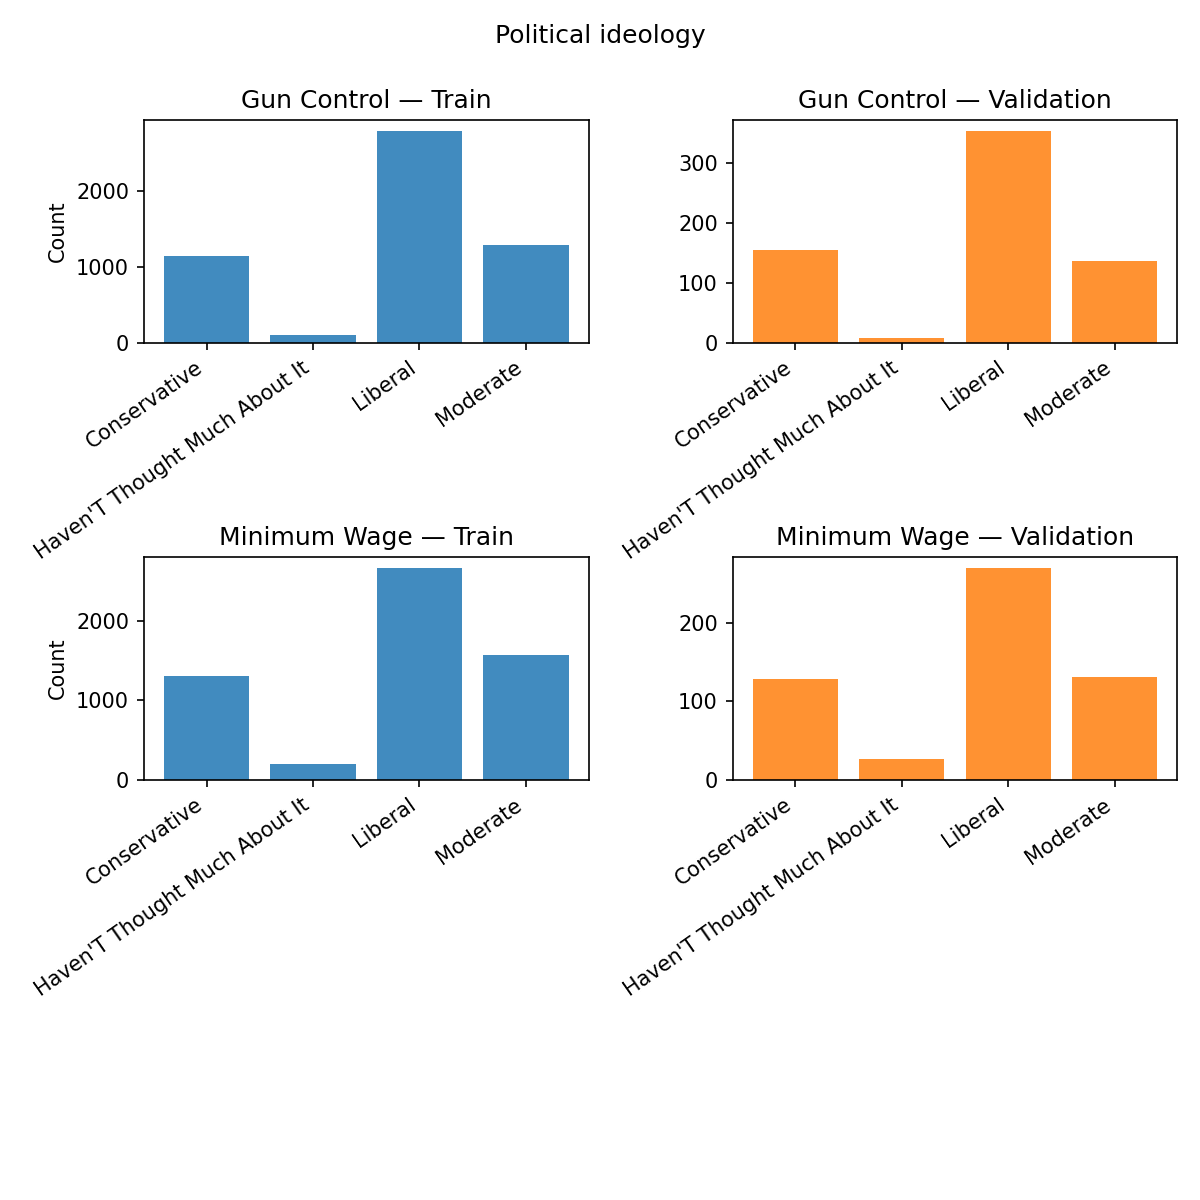 Political ideology
Gun Control — Train
Count
2000
1000
0
Conservative
Haven'T Thought Much About It
Liberal
Moderate
Gun Control — Validation
300
200
100
0
Conservative
Haven'T Thought Much About It
Liberal
Moderate
Minimum Wage — Train
Count
2000
1000
0
Conservative
Haven'T Thought Much About It
Liberal
Moderate
Minimum Wage — Validation
200
100
0
Conservative
Haven'T Thought Much About It
Liberal
Moderate